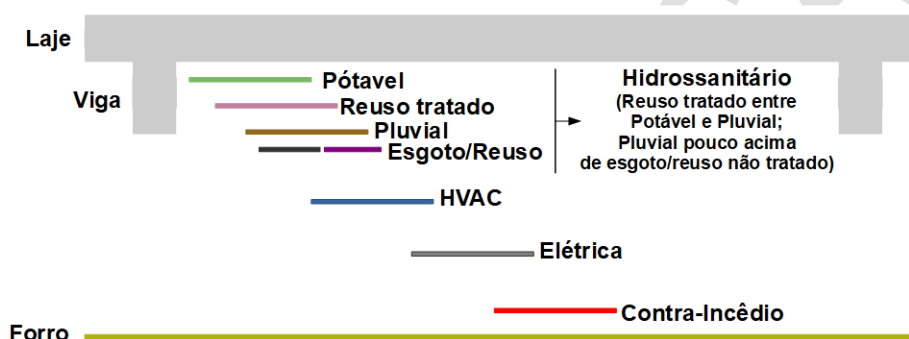 Laje
Viga
Pótavel
Reuso tratado
Pluvial
Esgoto/Reuso
Hidrossanitário
(Reuso tratado entre
Potável e Pluvial;
Pluvial pouco acima
de esgoto/reuso não tratado)
HVAC
Elétrica
Contra-Incêdio
Forro